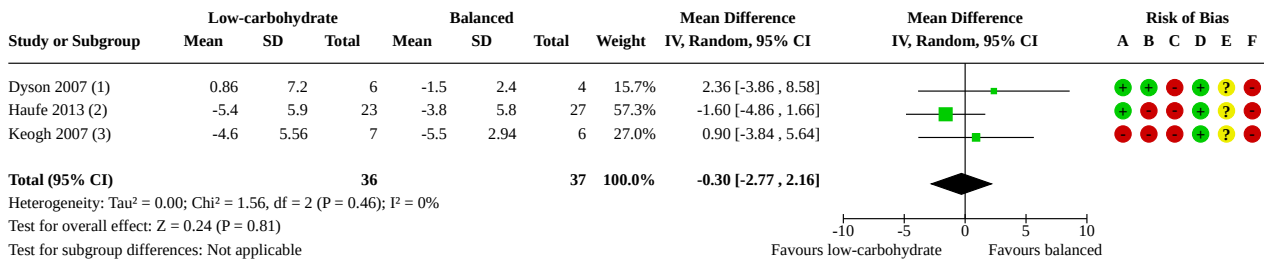 Low-carbohydrate Balanced Mean Difference Mean Difference Risk of Bias
Study or Subgroup Mean SD Total Mean SD Total Weight IV, Random, 95% CI IV, Random, 95% CI A B C D E F
Dyson 2007 (1) 0.86 7.2 6 -1.5 2.4 4 15.7% 2.36 [-3.86 , 8.58] + + - + ? -
Haufe 2013 (2) -5.4 5.9 23 -3.8 5.8 27 57.3% -1.60 [-4.86 , 1.66] + - - + ? -
Keogh 2007 (3) -4.6 5.56 7 -5.5 2.94 6 27.0% 0.90 [-3.84 , 5.64] - - - + ? -
Total (95% CI) 36 37 100.0% -0.30 [-2.77 , 2.16]
Heterogeneity: Tau² = 0.00; Chi² = 1.56, df = 2 (P = 0.46); I² = 0%
Test for overall effect: Z = 0.24 (P = 0.81) -10 -5 0 5 10
Test for subgroup differences: Not applicable Favours low-carbohydrate Favours balanced